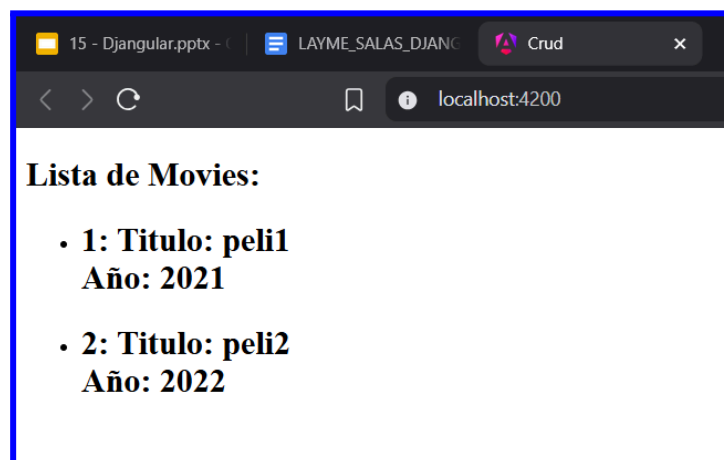 15 - Djangular.pptx -
LAYME_SALAS_DJANG
Crud
localhost:4200
Lista de Movies:
1: Titulo: peli1
Año: 2021
2: Titulo: peli2
Año: 2022